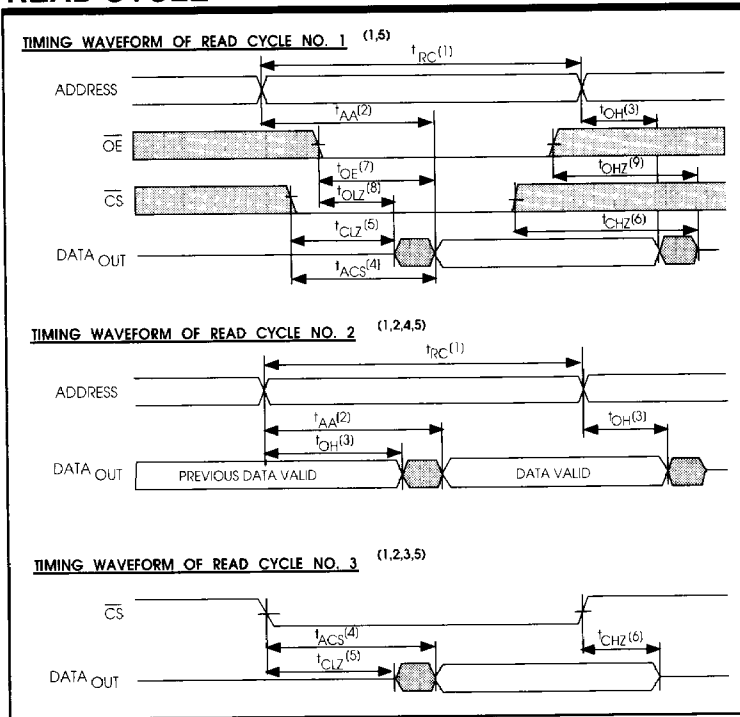 READ CYCLE
TIMING WAVEFORM OF READ CYCLE NO. 1 (1,5)
tRC(1)
ADDRESS
tAA(2)
tOH(3)
OE
tOE(7)
tOHZ(9)
tOLZ(8)
CS
tCLZ(5)
tCHZ(6)
DATA OUT
tACS(4)
TIMING WAVEFORM OF READ CYCLE NO. 2 (1,2,4,5)
tRC(1)
ADDRESS
tAA(2)
tOH(3)
tOH(3)
DATA OUT
PREVIOUS DATA VALID
DATA VALID
TIMING WAVEFORM OF READ CYCLE NO. 3 (1,2,3,5)
CS
tACS(4)
tCHZ(6)
tCLZ(5)
DATA OUT